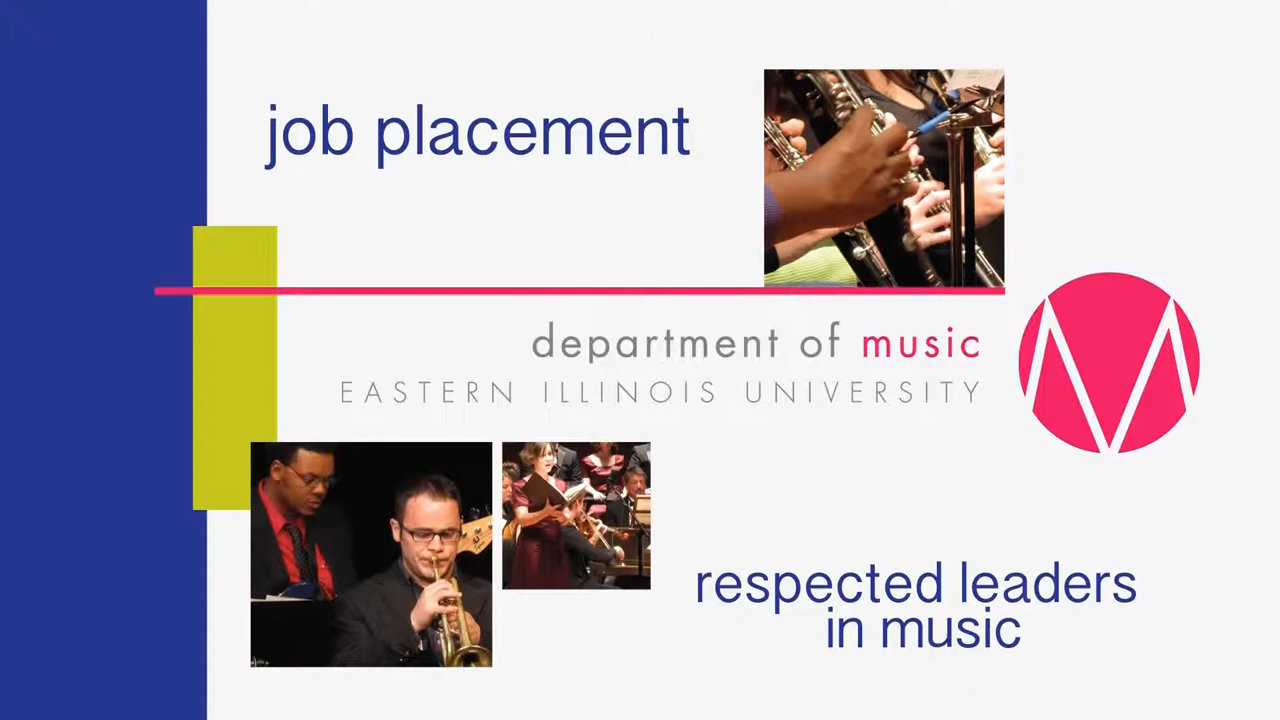 job placement
department of music
EASTERN ILLINOIS UNIVERSITY
respected leaders
in music